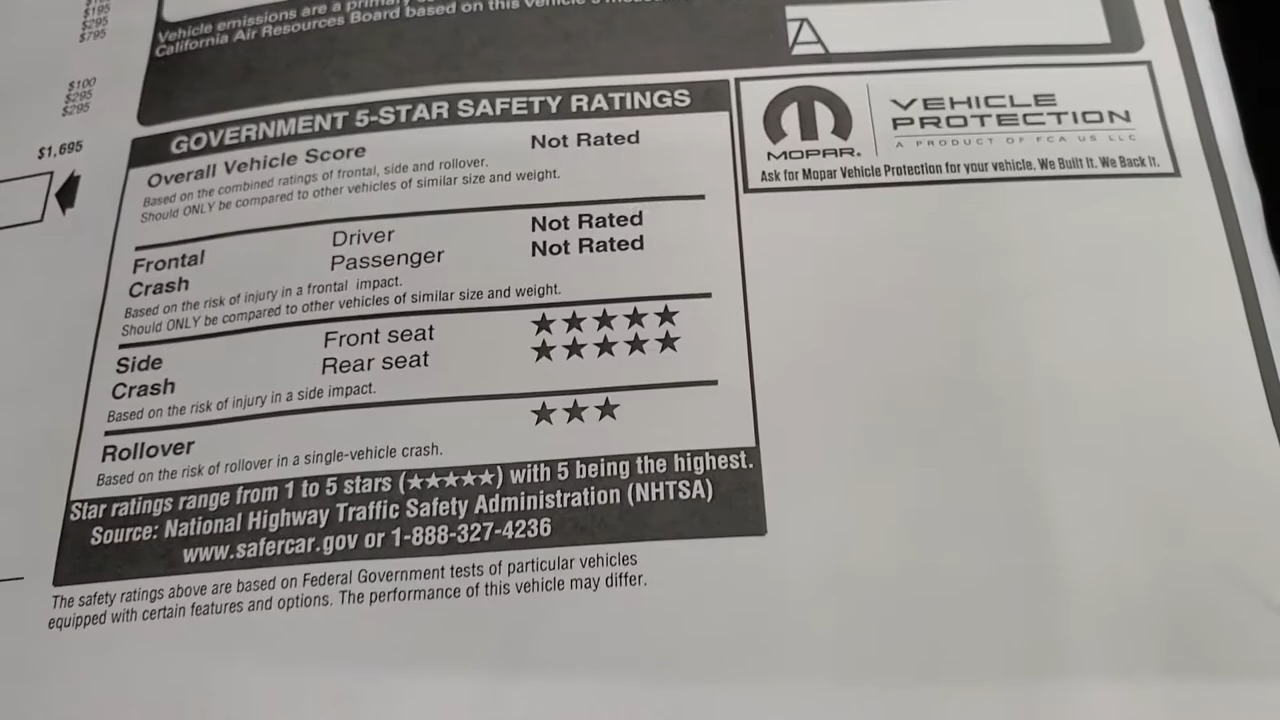 $195
$295
$795
$100
$295
$295
$1,695
Vehicle emissions are a primary
California Air Resources Board based on this vehicle's
A
GOVERNMENT 5-STAR SAFETY RATINGS
Overall Vehicle Score Not Rated
Based on the combined ratings of frontal, side and rollover.
Should ONLY be compared to other vehicles of similar size and weight.
Frontal Crash Driver Not Rated
Passenger Not Rated
Based on the risk of injury in a frontal impact.
Should ONLY be compared to other vehicles of similar size and weight.
Side Crash Front seat ★★★★★
Rear seat ★★★★★
Based on the risk of injury in a side impact.
Rollover ★★★
Based on the risk of rollover in a single-vehicle crash.
Star ratings range from 1 to 5 stars (★★★★★) with 5 being the highest.
Source: National Highway Traffic Safety Administration (NHTSA)
www.safercar.gov or 1-888-327-4236
The safety ratings above are based on Federal Government tests of particular vehicles
equipped with certain features and options. The performance of this vehicle may differ.
MOPAR®
VEHICLE
PROTECTION
A PRODUCT OF FCA US LLC
Ask for Mopar Vehicle Protection for your vehicle. We Built It. We Back It.